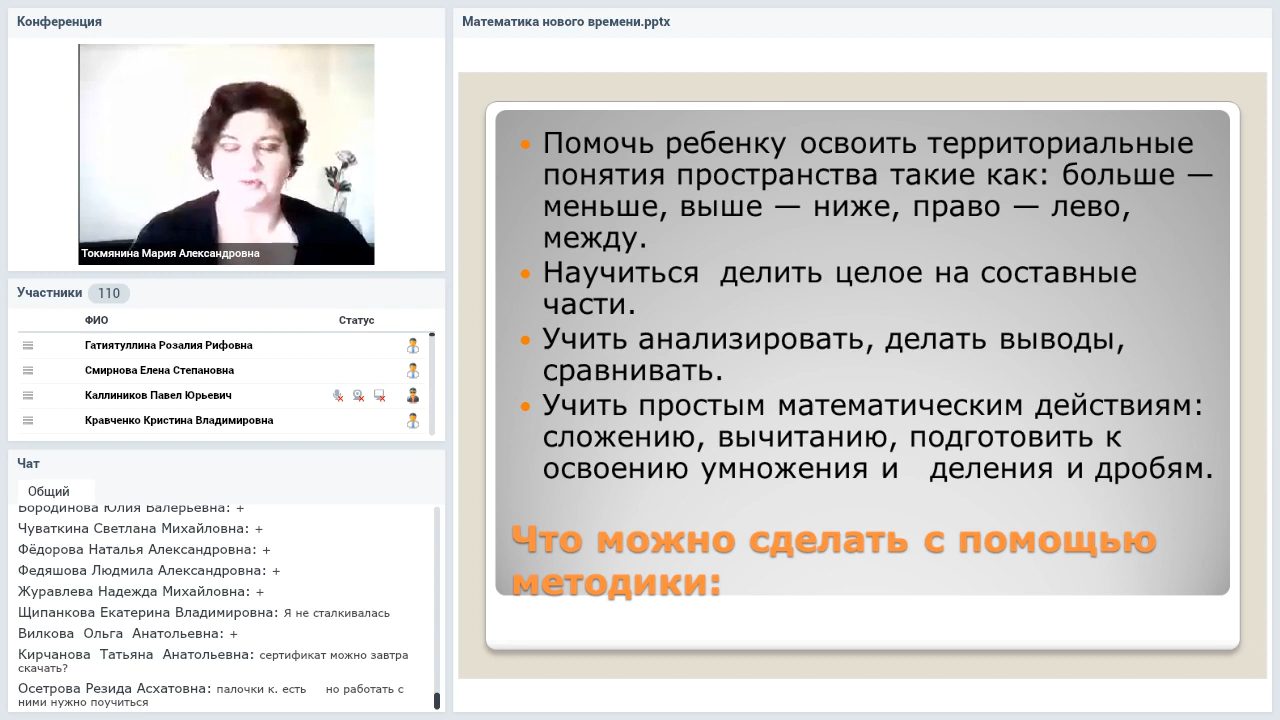 Конференция
Токмянина Мария Александровна
Участники 110
ФИО Статус
Гатиятуллина Розалия Рифовна
Смирнова Елена Степановна
Каллиников Павел Юрьевич
Кравченко Кристина Владимировна
Чат
Общий
Бородинова Юлия Валерьевна: +
Чуваткина Светлана Михайловна: +
Фёдорова Наталья Александровна: +
Федяшова Людмила Александровна: +
Журавлева Надежда Михайловна: +
Щипанкова Екатерина Владимировна: Я не сталкивалась
Вилкова Ольга Анатольевна: +
Кирчанова Татьяна Анатольевна: сертификат можно завтра
скачать?
Осетрова Резида Асхатовна: палочки к. есть но работать с
ними нужно поучиться
Математика нового времени.pptx
• Помочь ребенку освоить территориальные
понятия пространства такие как: больше —
меньше, выше — ниже, право — лево,
между.
• Научиться делить целое на составные
части.
• Учить анализировать, делать выводы,
сравнивать.
• Учить простым математическим действиям:
сложению, вычитанию, подготовить к
освоению умножения и деления и дробям.
Что можно сделать с помощью
методики: